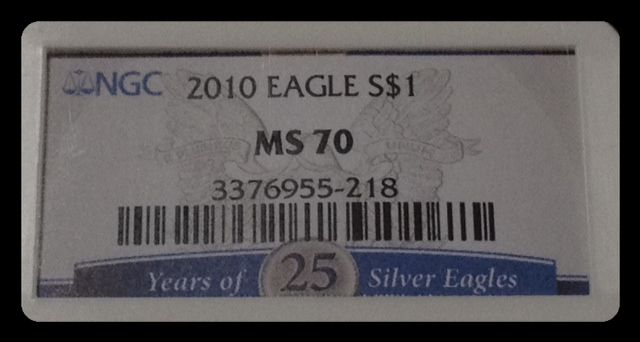 NGC 2010 EAGLE S$1
MS 70
3376955-218
Years of 25 Silver Eagles